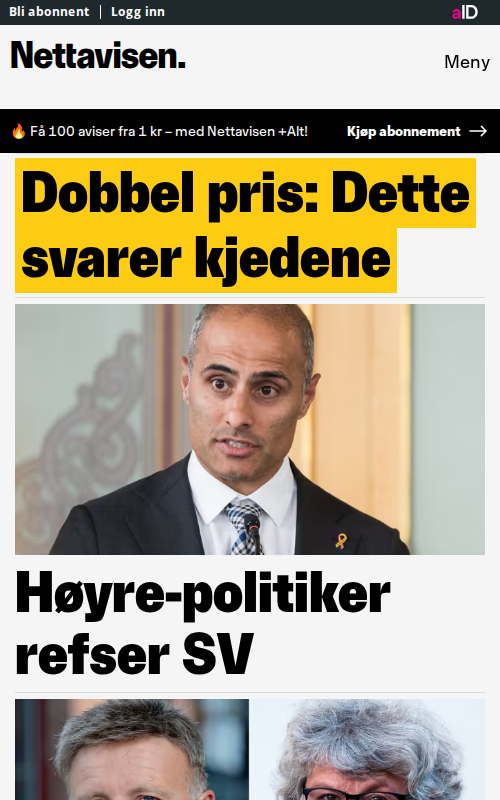 Bli abonnent | Logg inn
aID
Nettavisen.
Meny
🔥 Få 100 aviser fra 1 kr – med Nettavisen +Alt!
Kjøp abonnement →
Dobbel pris: Dette
svarer kjedene
Høyre-politiker
refser SV